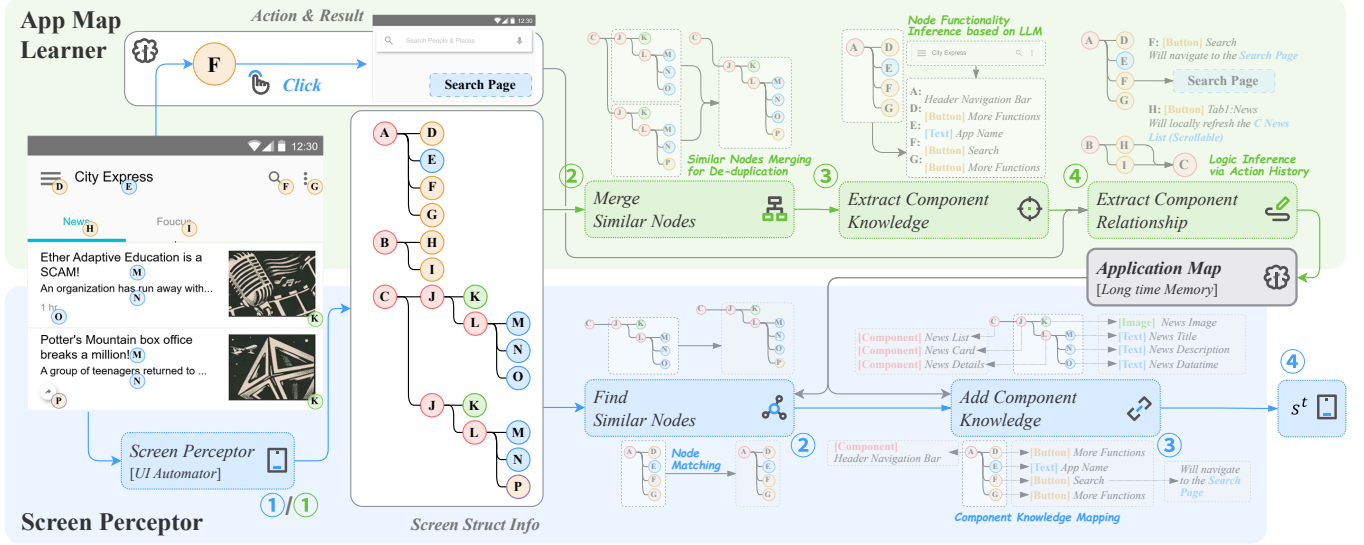 App Map
Learner
Action & Result
F
Click
12:30
Search People & Places
Search Page
12:30
City Express
D
E
F
G
News
Foucus
H
I
Ether Adaptive Education is a
SCAM!
M
An organization has run away with...
N
1 hr
O
K
Potter's Mountain box office
breaks a million!
M
A group of teenagers returned to ...
N
P
K
Screen Perceptor
[UI Automator]
①/①
Screen Perceptor
A
D
E
F
G
B
H
I
C
J
K
L
M
N
O
J
K
L
M
N
P
Screen Struct Info
C
J
K
L
M
N
O
J
K
L
M
N
P
C
J
K
L
M
N
O
P
Similar Nodes Merging
for De-duplication
②
Merge
Similar Nodes
Node Functionality
Inference based on LLM
A
D
E
F
G
City Express
A:
Header Navigation Bar
D:
[Button] More Functions
E:
[Text] App Name
F:
[Button] Search
G:
[Button] More Functions
③
Extract Component
Knowledge
A
D
E
F
G
F: [Button] Search
Will navigate to the Search Page
Search Page
H: [Button] Tab1:News
Will locally refresh the C News
List (Scrollable)
B
H
I
C
Logic Inference
via Action History
④
Extract Component
Relationship
Application Map
[Long time Memory]
C
J
K
L
M
N
O
C
J
K
L
M
N
O
P
Find
Similar Nodes
②
A
D
E
F
G
Node
Matching
A
D
E
F
G
C
J
K
L
M
N
O
[Image] News Image
[Text] News Title
[Text] News Description
[Text] News Datatime
[Component] News List
[Component] News Card
[Component] News Details
Add Component
Knowledge
③
[Component]
Header Navigation Bar
A
D
E
F
G
[Button] More Functions
[Text] App Name
[Button] Search
[Button] More Functions
Will navigate
to the Search
Page
Component Knowledge Mapping
④
s^t